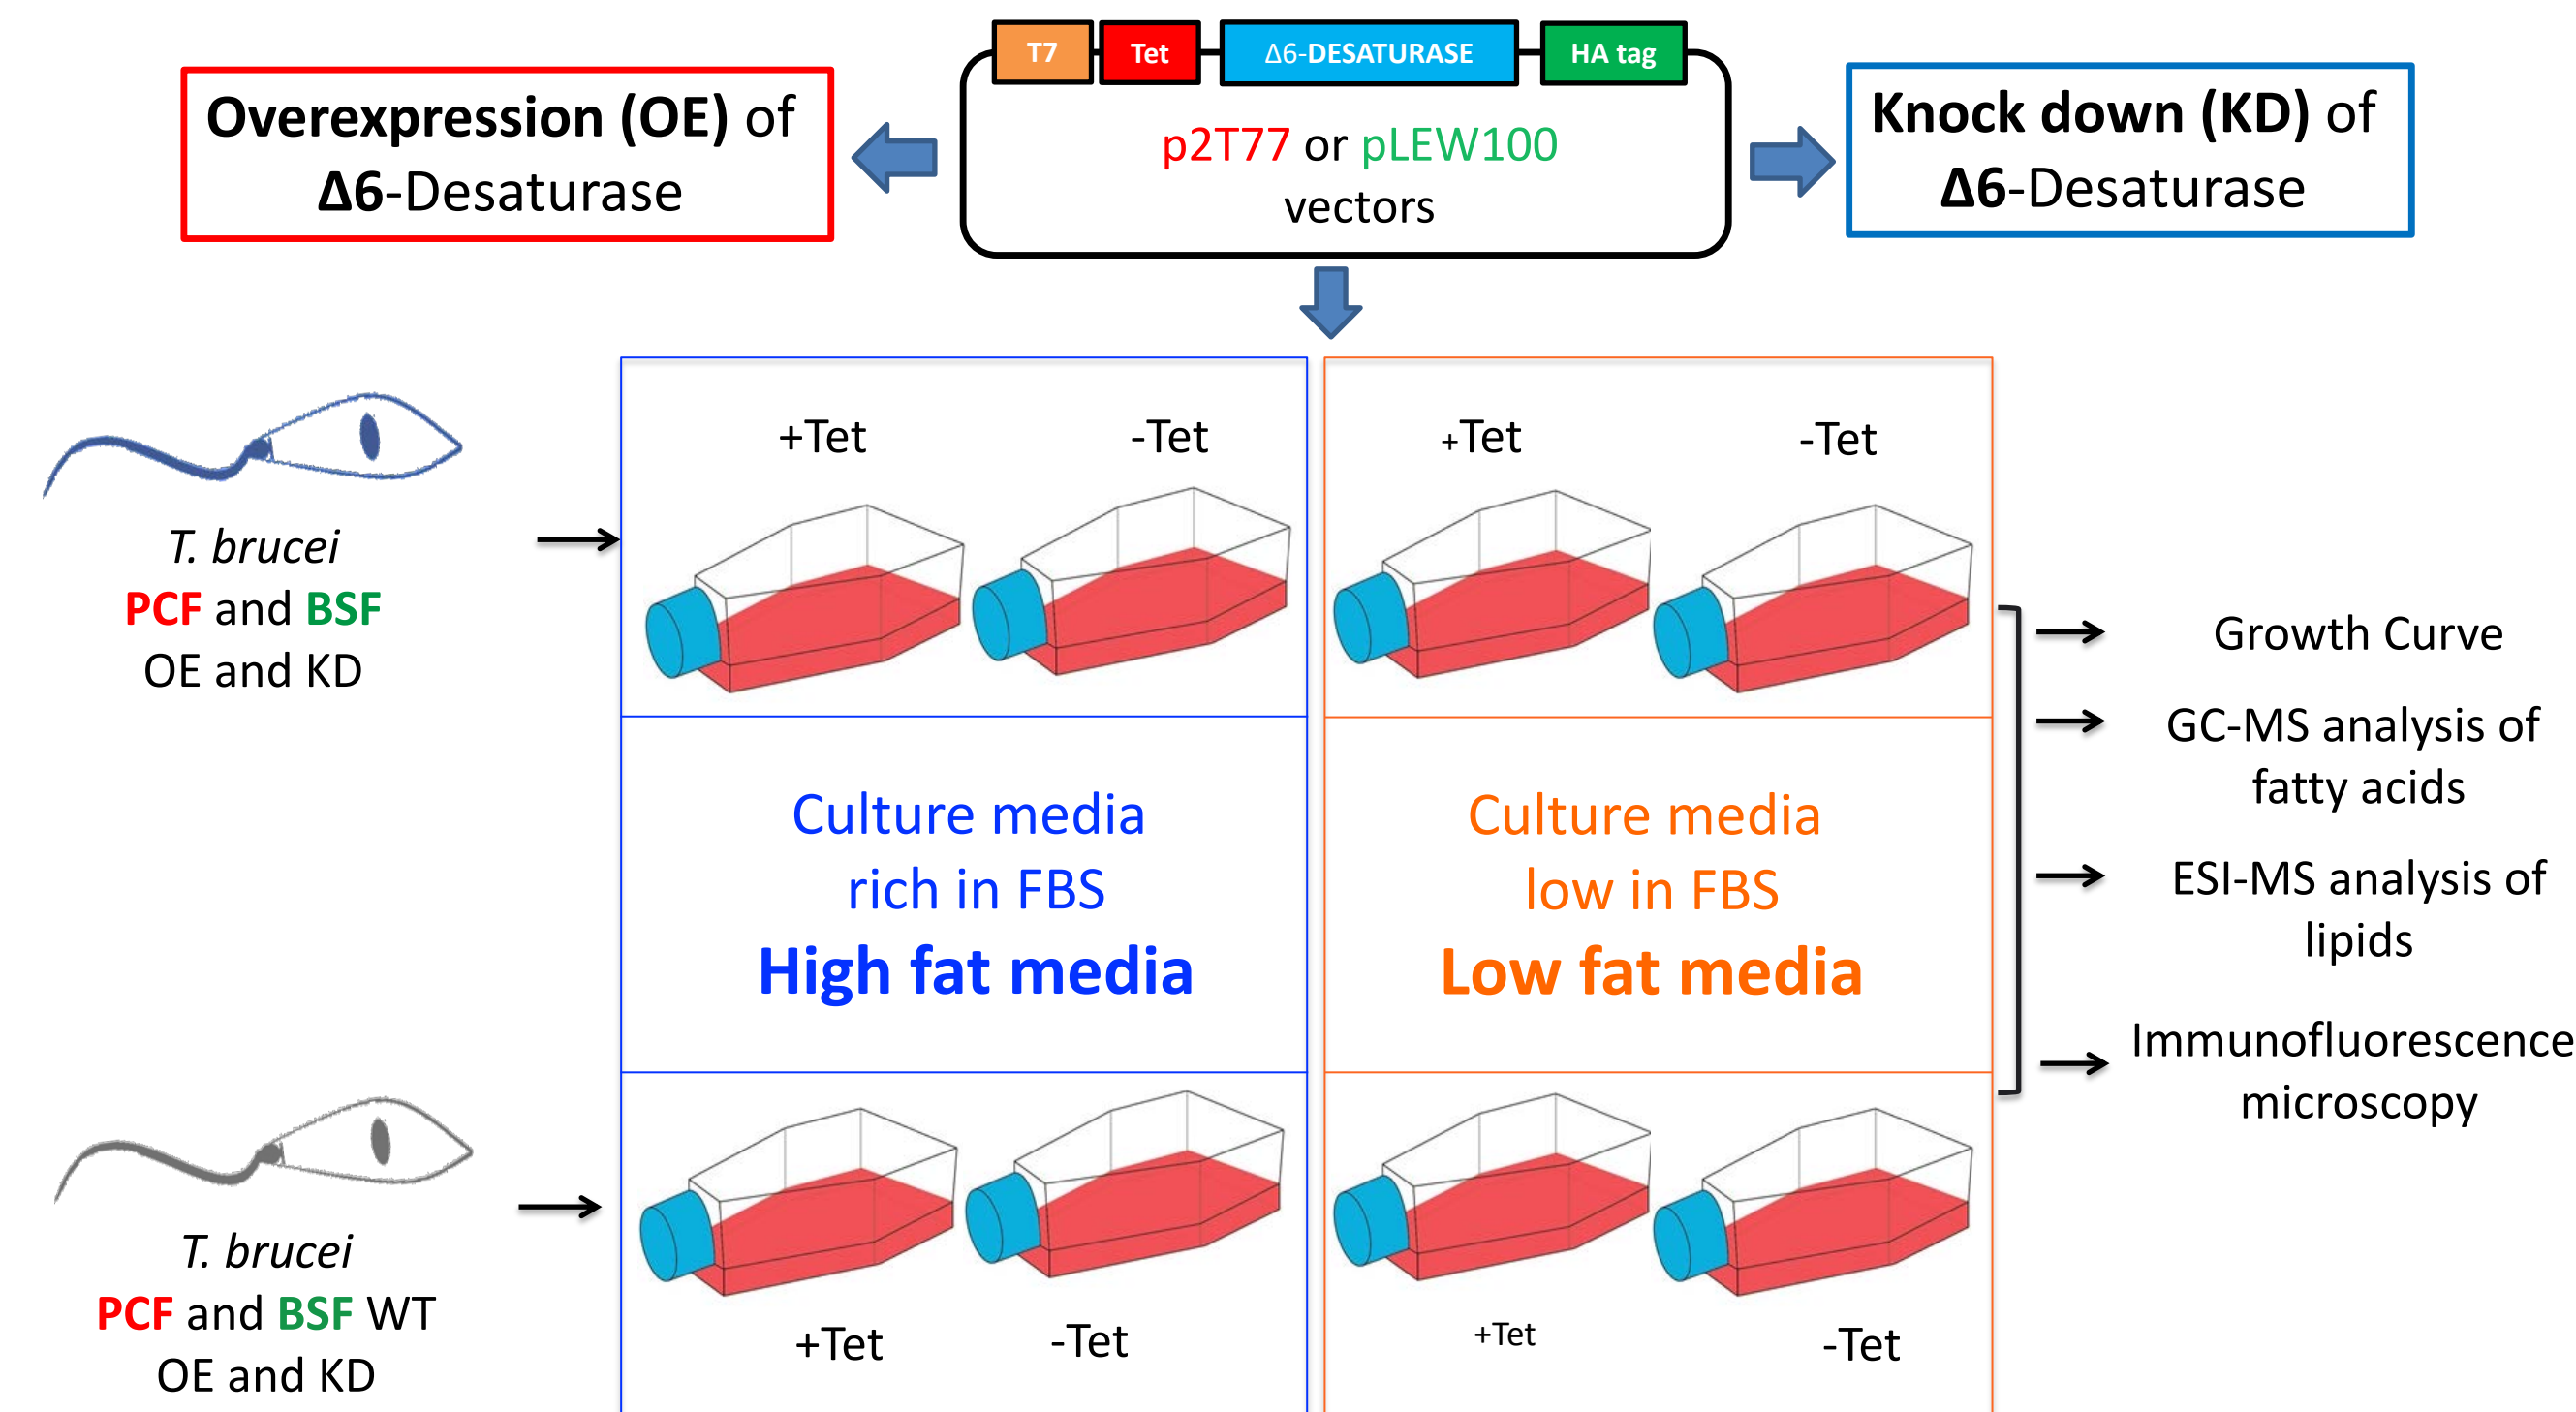 T7 Tet Δ6-DESATURASE HA tag
Overexpression (OE) of
Δ6-Desaturase
p2T77 or pLEW100
vectors
Knock down (KD) of
Δ6-Desaturase
+Tet -Tet
+Tet -Tet
T. brucei
PCF and BSF
OE and KD
Culture media
rich in FBS
High fat media
Culture media
low in FBS
Low fat media
Growth Curve
GC-MS analysis of
fatty acids
ESI-MS analysis of
lipids
Immunofluorescence
microscopy
T. brucei
PCF and BSF WT
OE and KD
+Tet -Tet
+Tet -Tet